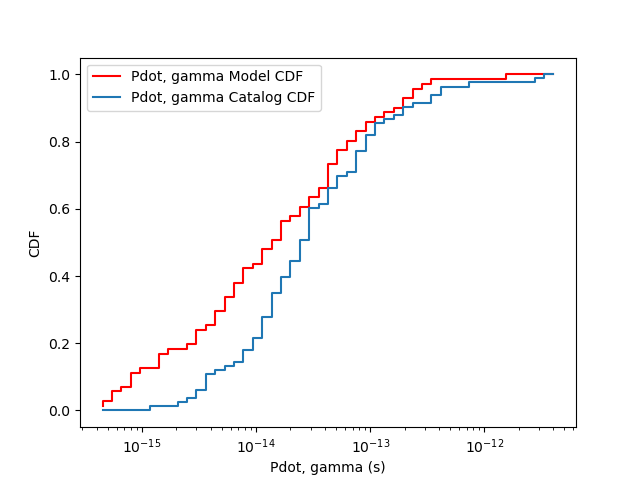 Pdot, gamma Model CDF
Pdot, gamma Catalog CDF
1.0
0.8
0.6
0.4
0.2
0.0
CDF
10⁻¹⁵ 10⁻¹⁴ 10⁻¹³ 10⁻¹²
Pdot, gamma (s)